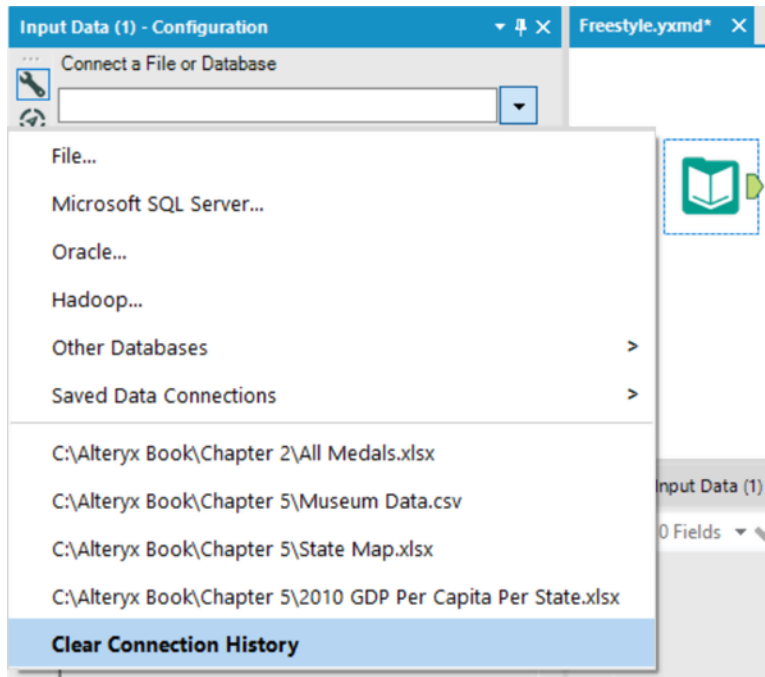 Input Data (1) - Configuration
Freestyle.yxmd*
Connect a File or Database
File...
Microsoft SQL Server...
Oracle...
Hadoop...
Other Databases
Saved Data Connections
C:\Alteryx Book\Chapter 2\All Medals.xlsx
C:\Alteryx Book\Chapter 5\Museum Data.csv
C:\Alteryx Book\Chapter 5\State Map.xlsx
C:\Alteryx Book\Chapter 5\2010 GDP Per Capita Per State.xlsx
Clear Connection History
Input Data (1)
0 Fields